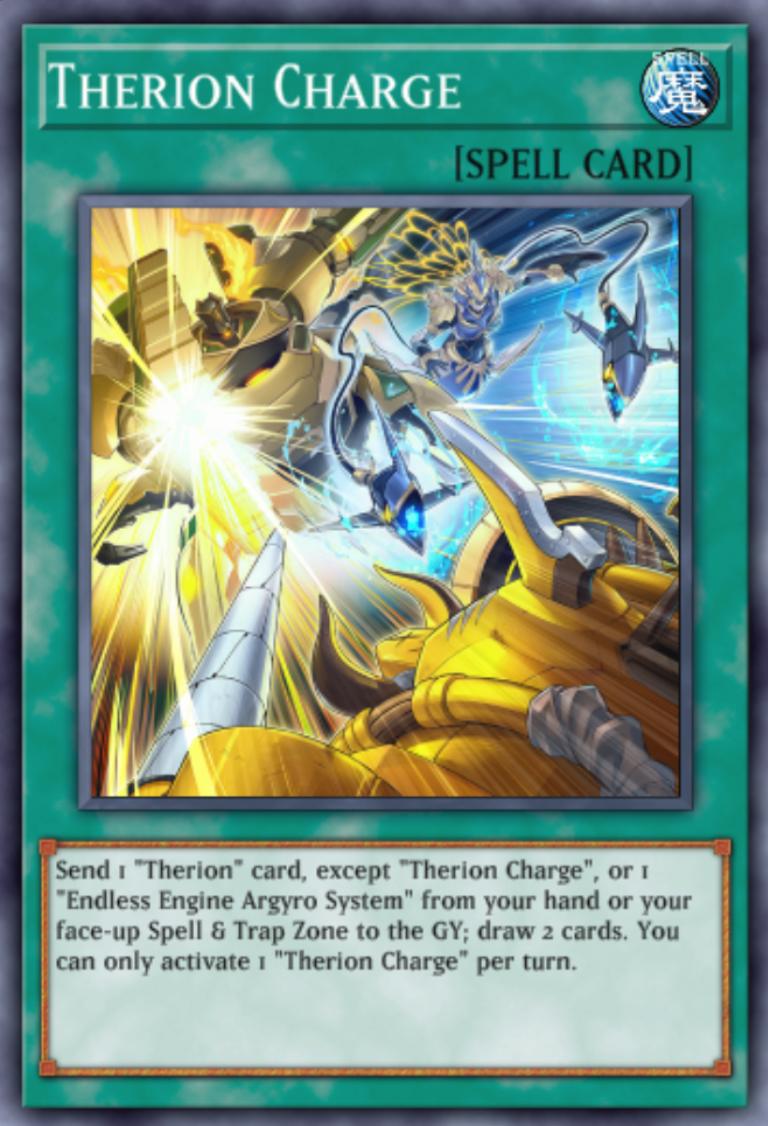 THERION CHARGE
SPELL
魔
[SPELL CARD]
Send 1 "Therion" card, except "Therion Charge", or 1
"Endless Engine Argyro System" from your hand or your
face-up Spell & Trap Zone to the GY; draw 2 cards. You
can only activate 1 "Therion Charge" per turn.